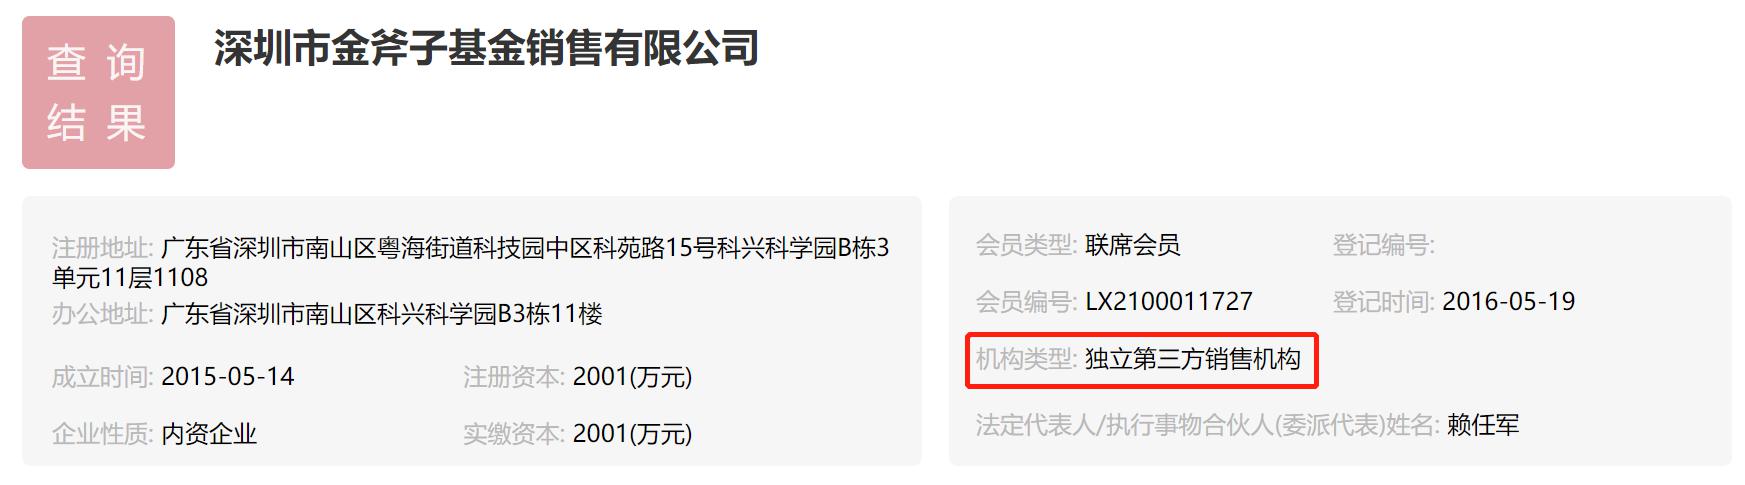 查询
结果
深圳市金斧子基金销售有限公司
注册地址: 广东省深圳市南山区粤海街道科技园中区科苑路15号科兴科学园B栋3
单元11层1108
办公地址: 广东省深圳市南山区科兴科学园B3栋11楼
成立时间: 2015-05-14 注册资本: 2001(万元)
企业性质: 内资企业 实缴资本: 2001(万元)
会员类型: 联席会员 登记编号:
会员编号: LX2100011727 登记时间: 2016-05-19
机构类型: 独立第三方销售机构
法定代表人/执行事物合伙人(委派代表)姓名: 赖任军